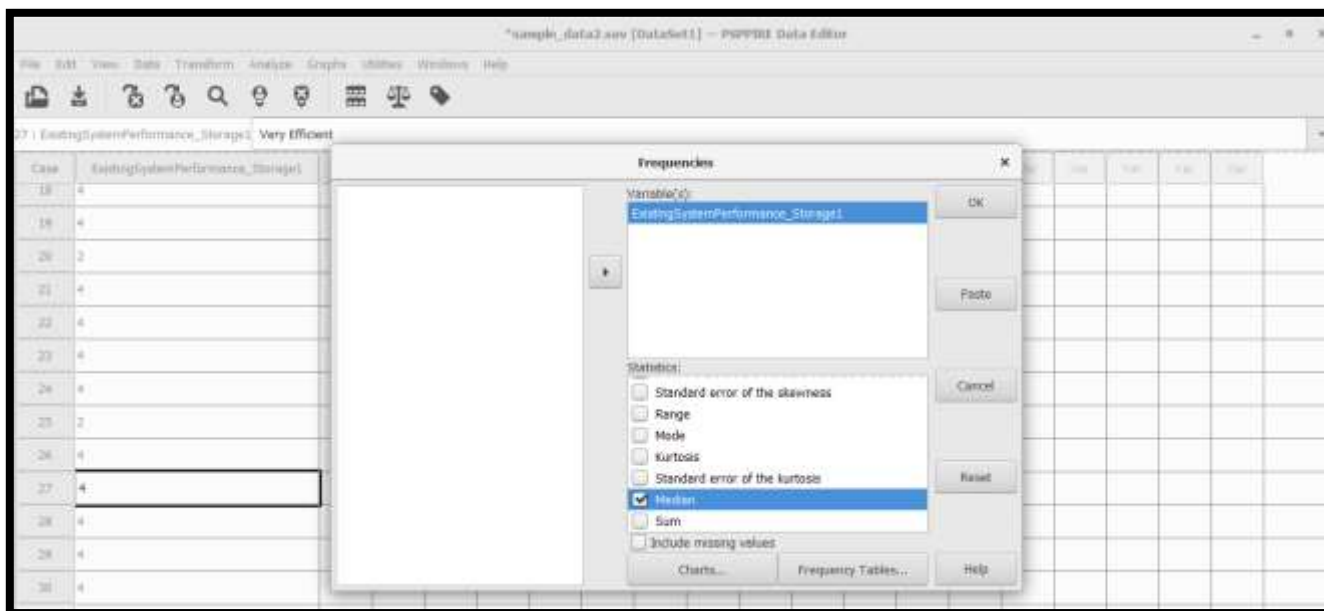 *sample_data2.sav [DataSet1] — PSPPIRE Data Editor
File Edit View Data Transform Analyze Graphs Utilities Windows Help
27 : ExistingSystemPerformance_Storage1 Very Efficient
Case ExistingSystemPerformance_Storage1 Var Var Var Var
18 4
19 4
20 2
21 4
22 4
23 4
24 4
25 2
26 4
27 4
28 4
29 4
30 4
Frequencies
Variable(s):
ExistingSystemPerformance_Storage1
Statistics:
Standard error of the skewness
Range
Mode
Kurtosis
Standard error of the kurtosis
Median
Sum
Include missing values
Charts... Frequency Tables...
OK
Paste
Cancel
Reset
Help